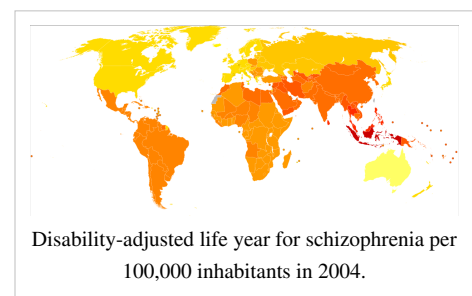 Disability-adjusted life year for schizophrenia per
100,000 inhabitants in 2004.